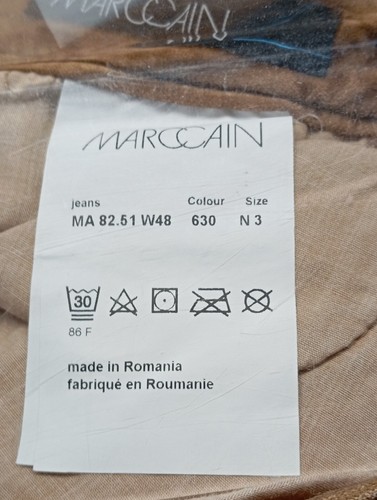 MARCCAIN
MARCCAIN
jeans Colour Size
MA 82.51 W48 630 N 3
30
86 F
made in Romania
fabriqué en Roumanie